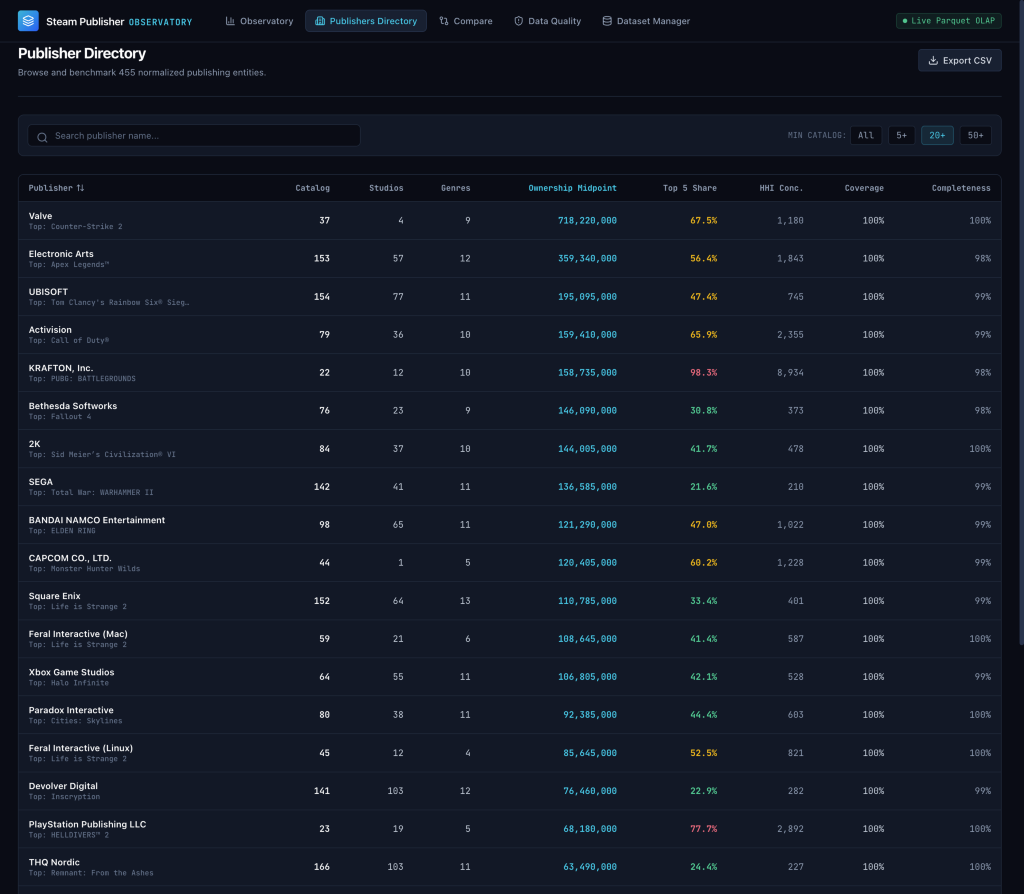 Steam Publisher OBSERVATORY Observatory Publishers Directory Compare Data Quality Dataset Manager Live Parquet OLAP
Publisher Directory
Browse and benchmark 455 normalized publishing entities.
Export CSV
Search publisher name... MIN CATALOG: All 5+ 20+ 50+
Publisher Catalog Studios Genres Ownership Midpoint Top 5 Share HHI Conc. Coverage Completeness
Valve 37 4 9 718,220,000 67.5% 1,180 100% 100%
Top: Counter-Strike 2
Electronic Arts 153 57 12 359,340,000 56.4% 1,843 100% 98%
Top: Apex Legends™
UBISOFT 154 77 11 195,095,000 47.4% 745 100% 99%
Top: Tom Clancy's Rainbow Six® Sieg…
Activision 79 36 10 159,410,000 65.9% 2,355 100% 99%
Top: Call of Duty®
KRAFTON, Inc. 22 12 10 158,735,000 98.3% 8,934 100% 98%
Top: PUBG: BATTLEGROUNDS
Bethesda Softworks 76 23 9 146,090,000 30.8% 373 100% 98%
Top: Fallout 4
2K 84 37 10 144,005,000 41.7% 478 100% 100%
Top: Sid Meier's Civilization® VI
SEGA 142 41 11 136,585,000 21.6% 210 100% 99%
Top: Total War: WARHAMMER II
BANDAI NAMCO Entertainment 98 65 11 121,290,000 47.0% 1,022 100% 99%
Top: ELDEN RING
CAPCOM CO., LTD. 44 1 5 120,405,000 60.2% 1,228 100% 99%
Top: Monster Hunter Wilds
Square Enix 152 64 13 110,785,000 33.4% 401 100% 99%
Top: Life is Strange 2
Feral Interactive (Mac) 59 21 6 108,645,000 41.4% 587 100% 100%
Top: Life is Strange 2
Xbox Game Studios 64 55 11 106,805,000 42.1% 528 100% 99%
Top: Halo Infinite
Paradox Interactive 80 38 11 92,385,000 44.4% 603 100% 100%
Top: Cities: Skylines
Feral Interactive (Linux) 45 12 4 85,645,000 52.5% 821 100% 100%
Top: Life is Strange 2
Devolver Digital 141 103 12 76,460,000 22.9% 282 100% 99%
Top: Inscryption
PlayStation Publishing LLC 23 19 5 68,180,000 77.7% 2,892 100% 100%
Top: HELLDIVERS™ 2
THQ Nordic 166 103 11 63,490,000 24.4% 227 100% 100%
Top: Remnant: From the Ashes